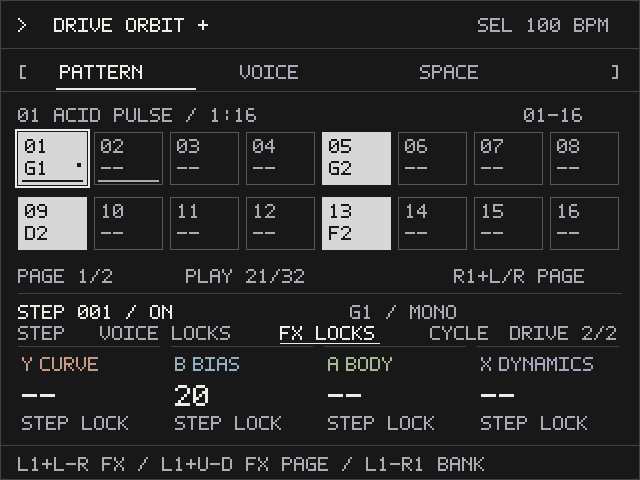 > DRIVE ORBIT + SEL 100 BPM
[ PATTERN VOICE SPACE ]
01 ACID PULSE / 1:16 01-16
01 02 03 04 05 06 07 08
G1 -- -- -- G2 -- -- --
09 10 11 12 13 14 15 16
D2 -- -- -- F2 -- -- --
PAGE 1/2 PLAY 21/32 R1+L/R PAGE
STEP 001 / ON G1 / MONO
STEP VOICE LOCKS FX LOCKS CYCLE DRIVE 2/2
Y CURVE B BIAS A BODY X DYNAMICS
-- 20 -- --
STEP LOCK STEP LOCK STEP LOCK STEP LOCK
L1+L-R FX / L1+U-D FX PAGE / L1-R1 BANK